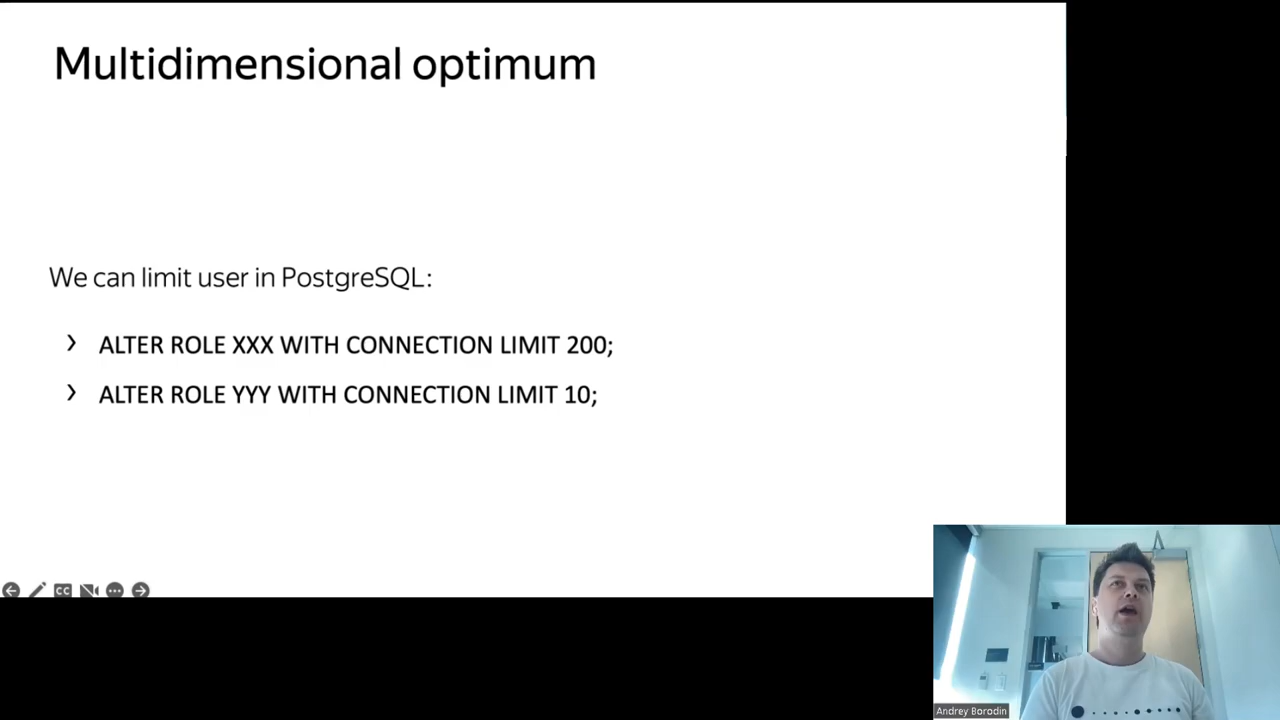 Multidimensional optimum
We can limit user in PostgreSQL:
› ALTER ROLE XXX WITH CONNECTION LIMIT 200;
› ALTER ROLE YYY WITH CONNECTION LIMIT 10;
CC
Andrey Borodin